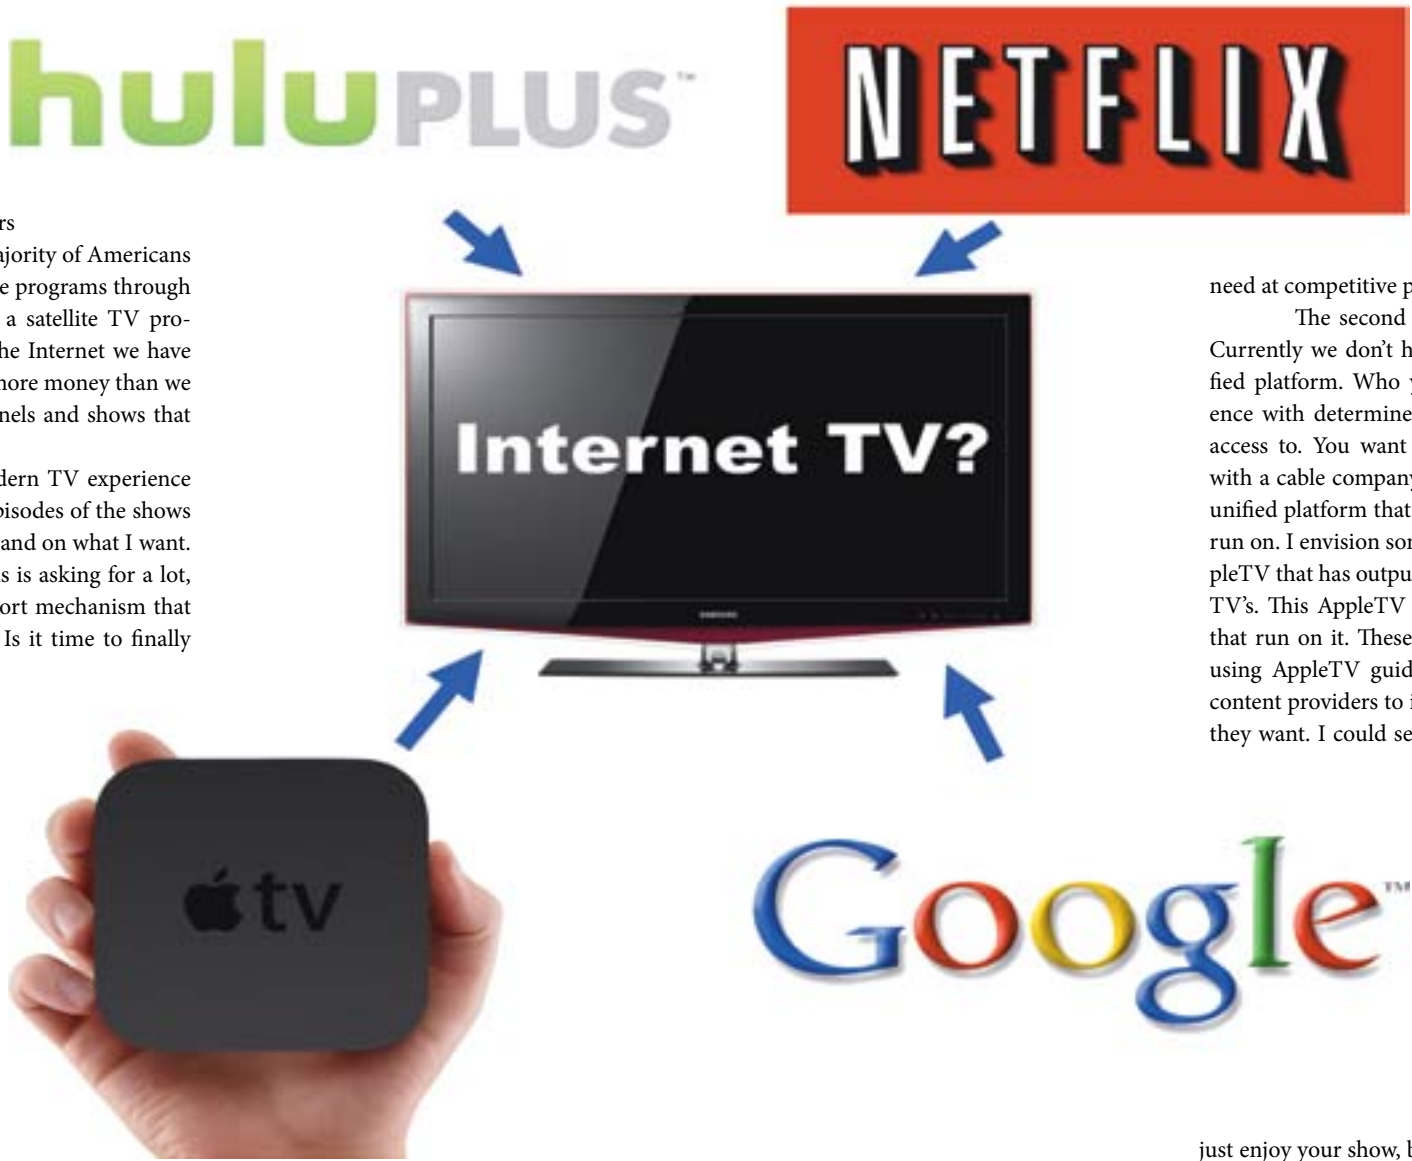 huluPLUS™
NETFLIX
rs
ajority of Americans
e programs through
a satellite TV pro-
he Internet we have
more money than we
nels and shows that
dern TV experience
pisodes of the shows
and on what I want.
is is asking for a lot,
ort mechanism that
Is it time to finally
Internet TV?
SAMSUNG
need at competitive p
The second
Currently we don't h
fied platform. Who y
ence with determine
access to. You want
with a cable company
unified platform that
run on. I envision son
pleTV that has outpu
TV's. This AppleTV
that run on it. These
using AppleTV guid
content providers to i
they want. I could se
tv
Google™
just enjoy your show, b